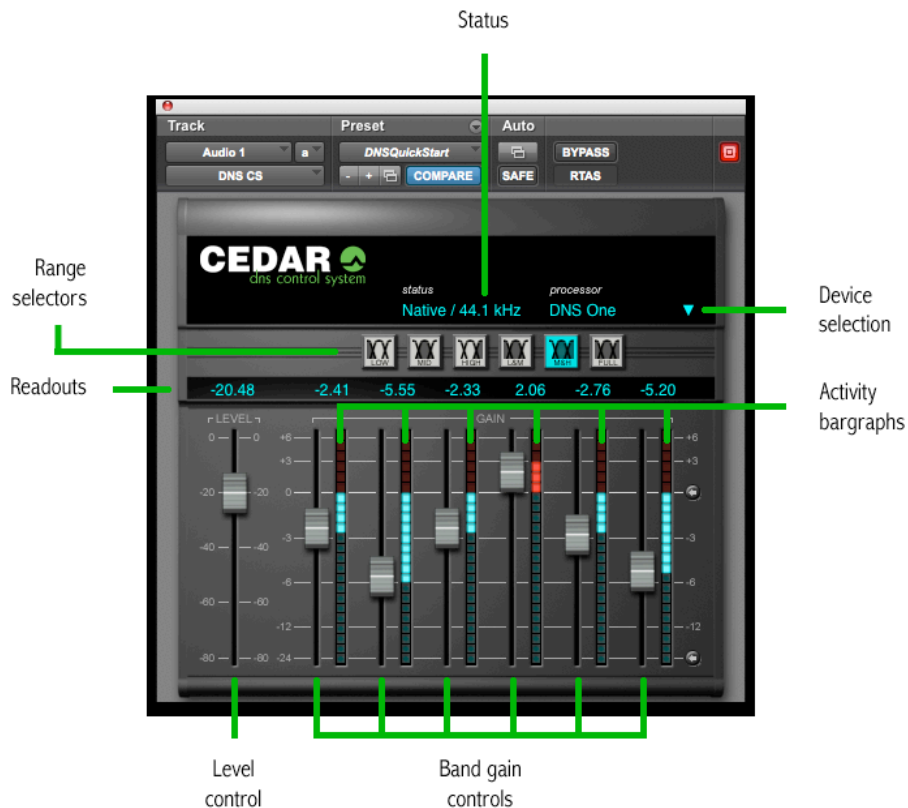 Status
Track Preset Auto
Audio 1 a DNSQuickStart BYPASS
DNS CS - + COMPARE SAFE RTAS
CEDAR
dns control system
status processor
Native / 44.1 kHz DNS One
Range
selectors
Device
selection
LOW MID HIGH L&M M&H FULL
Readouts
-20.48 -2.41 -5.55 -2.33 2.06 -2.76 -5.20
Activity
bargraphs
LEVEL GAIN
0 0 +6 +6
+3 +3
-20 -20 0 0
-40 -40 -3 -3
-60 -60 -6 -6
-12 -12
-80 -80 -24 -24
Level
control
Band gain
controls